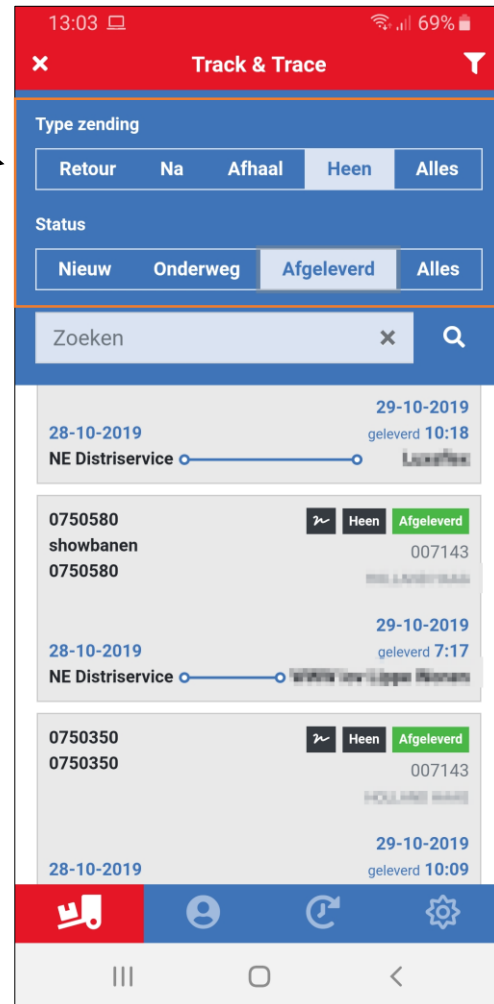 13:03 69%
Track & Trace
Type zending
Retour Na Afhaal Heen Alles
Status
Nieuw Onderweg Afgeleverd Alles
Zoeken
29-10-2019
28-10-2019 geleverd 10:18
NE Distriservice
0750580 Heen Afgeleverd
showbanen 007143
0750580
29-10-2019
28-10-2019 geleverd 7:17
NE Distriservice
0750350 Heen Afgeleverd
0750350 007143
29-10-2019
28-10-2019 geleverd 10:09